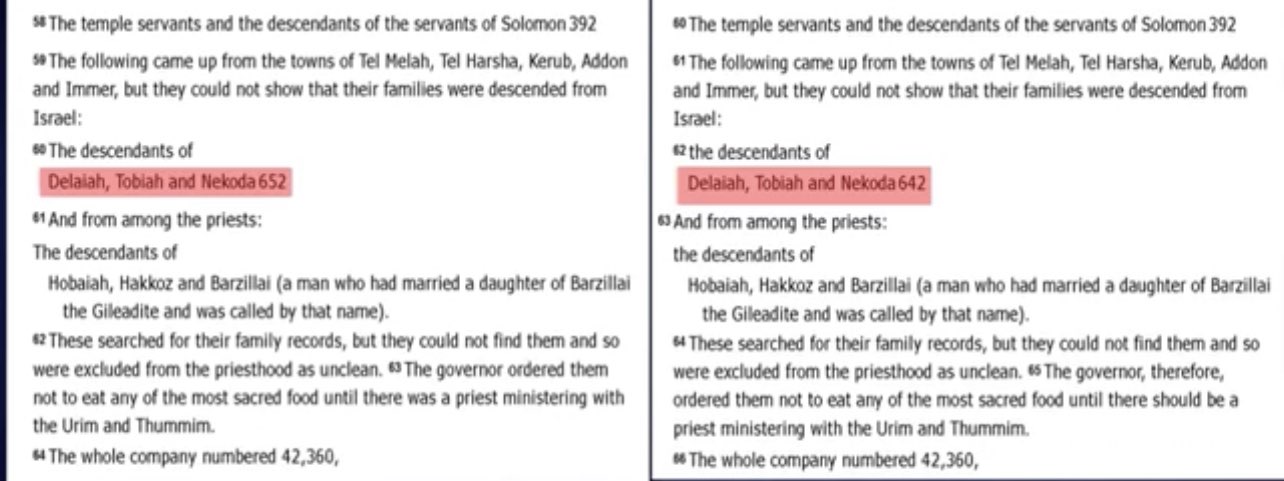 58 The temple servants and the descendants of the servants of Solomon 392
59 The following came up from the towns of Tel Melah, Tel Harsha, Kerub, Addon
and Immer, but they could not show that their families were descended from
Israel:
60 The descendants of
Delaiah, Tobiah and Nekoda 652
61 And from among the priests:
The descendants of
Hobaiah, Hakkoz and Barzillai (a man who had married a daughter of Barzillai
the Gileadite and was called by that name).
62 These searched for their family records, but they could not find them and so
were excluded from the priesthood as unclean. 63 The governor ordered them
not to eat any of the most sacred food until there was a priest ministering with
the Urim and Thummim.
64 The whole company numbered 42,360,
60 The temple servants and the descendants of the servants of Solomon 392
61 The following came up from the towns of Tel Melah, Tel Harsha, Kerub, Addon
and Immer, but they could not show that their families were descended from
Israel:
62 the descendants of
Delaiah, Tobiah and Nekoda 642
63 And from among the priests:
the descendants of
Hobaiah, Hakkoz and Barzillai (a man who had married a daughter of Barzillai
the Gileadite and was called by that name).
64 These searched for their family records, but they could not find them and so
were excluded from the priesthood as unclean. 65 The governor, therefore,
ordered them not to eat any of the most sacred food until there should be a
priest ministering with the Urim and Thummim.
66 The whole company numbered 42,360,